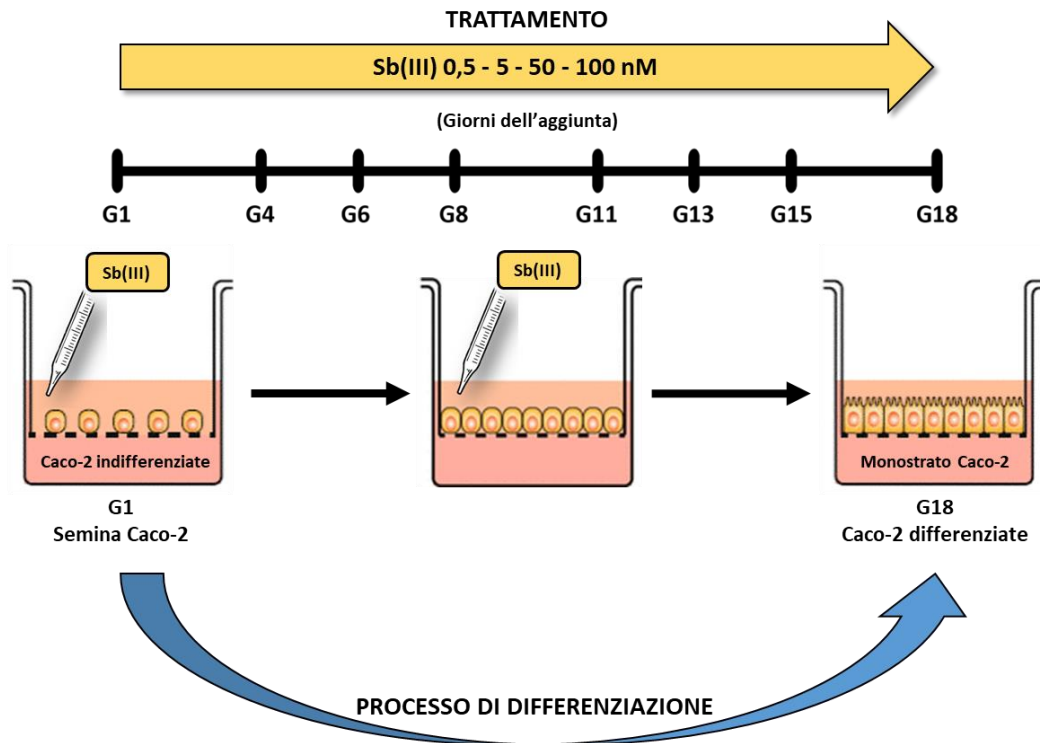 TRATTAMENTO
Sb(III) 0,5 - 5 - 50 - 100 nM
(Giorni dell’aggiunta)
G1 G4 G6 G8 G11 G13 G15 G18
Sb(III) Sb(III)
Caco-2 indifferenziate Monostrato Caco-2
G1 G18
Semina Caco-2 Caco-2 differenziate
PROCESSO DI DIFFERENZIAZIONE